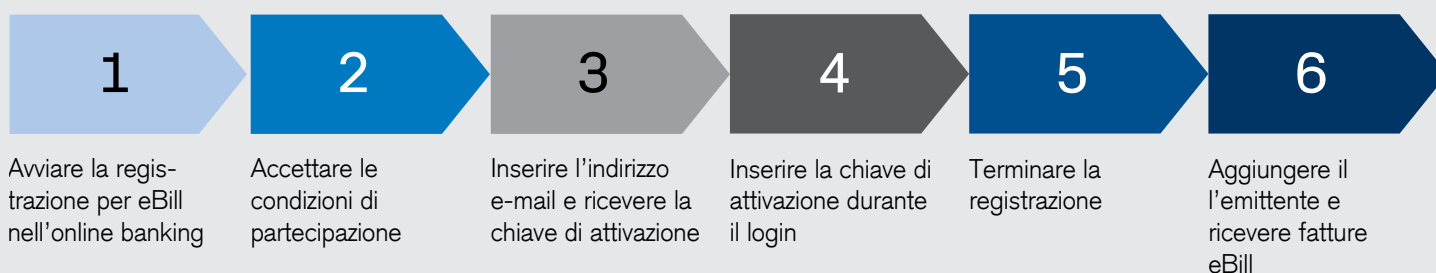 1
2
3
4
5
6
Avviare la regis-
trazione per eBill
nell'online banking
Accettare le
condizioni di
partecipazione
Inserire l'indirizzo
e-mail e ricevere la
chiave di attivazione
Inserire la chiave di
attivazione durante
il login
Terminare la
registrazione
Aggiungere il
l'emittente e
ricevere fatture
eBill